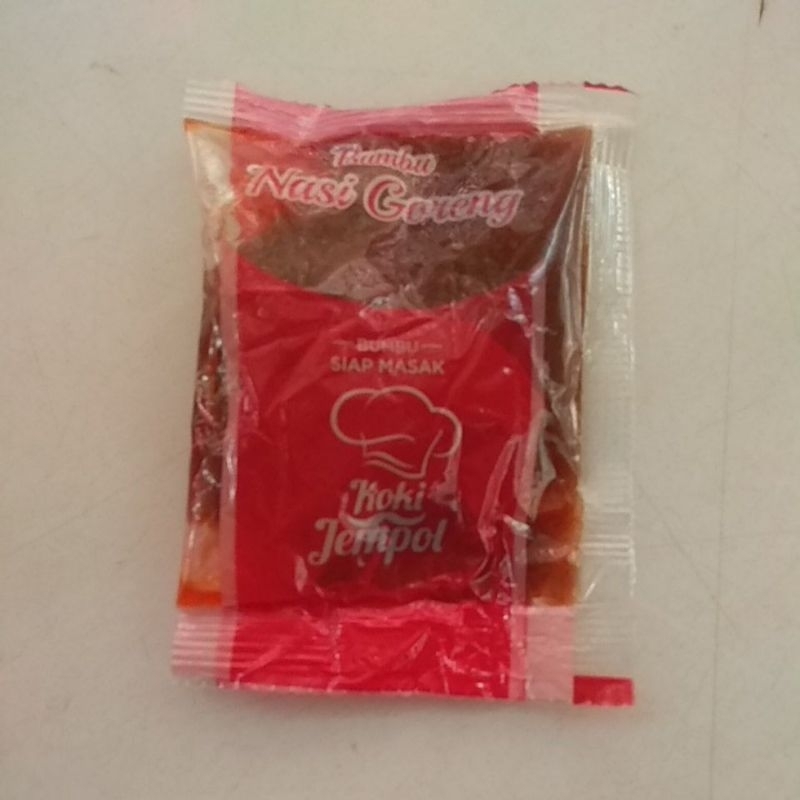 Bumbu
Nasi Goreng
BUMBU
SIAP MASAK
Koki
Jempol